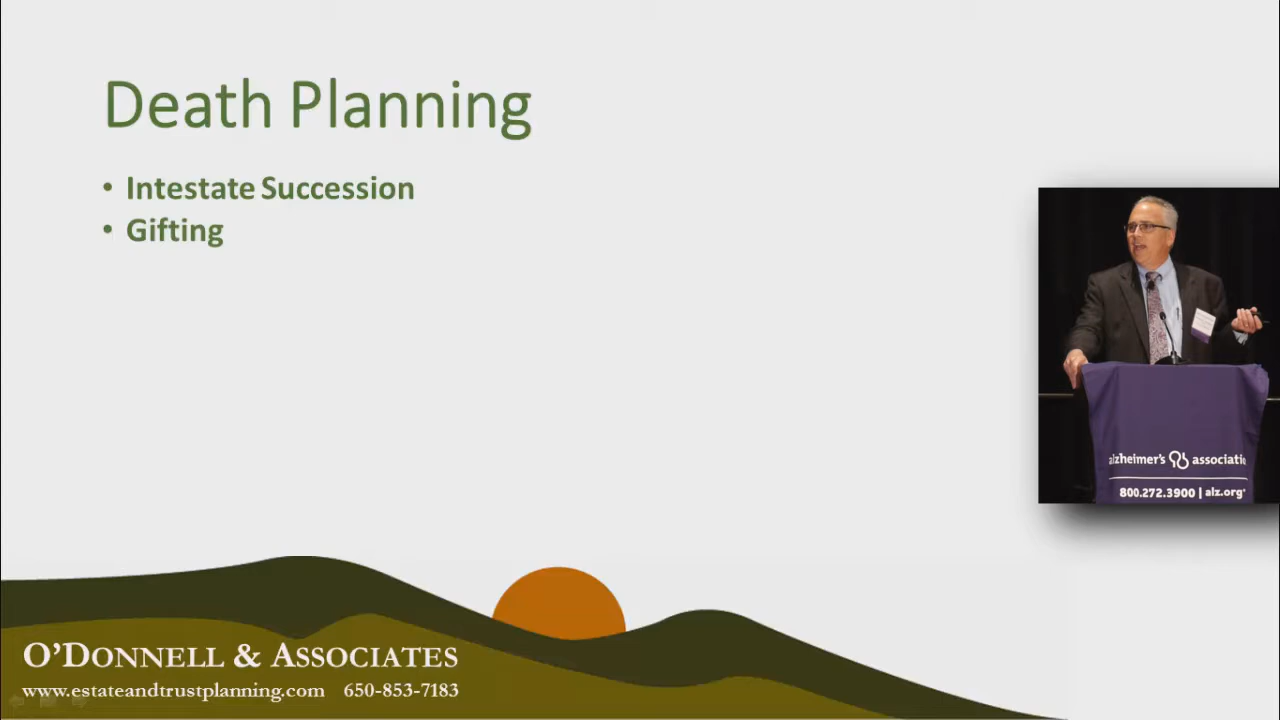 Death Planning
• Intestate Succession
• Gifting
alzheimer's associatio
800.272.3900 | alz.org®
O'DONNELL & ASSOCIATES
www.estateandtrustplanning.com 650-853-7183